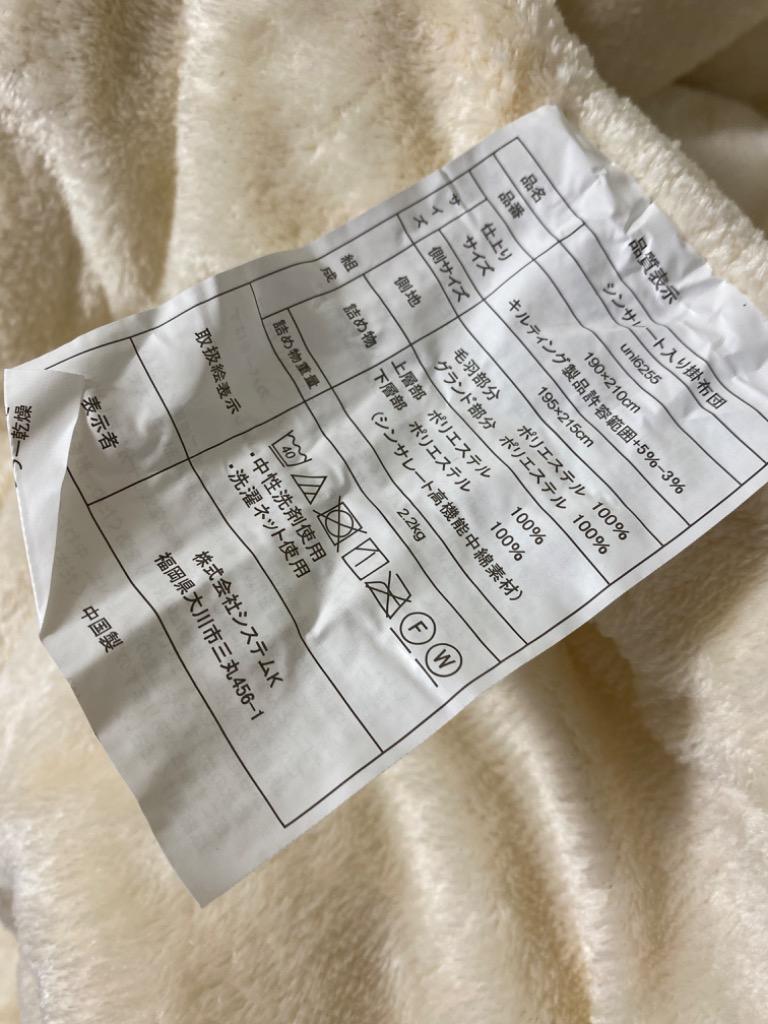 品質表示
品名 シンサレート入り掛布団
品番 uni6255
サイズ 仕上りサイズ 190×210cm
キルティング製品許容範囲+5%−3%
側サイズ 195×215cm
組成 側地 毛羽部分 ポリエステル 100%
グランド部分 ポリエステル 100%
詰め物 上層部 ポリエステル 100%
下層部 ポリエステル 100%
(シンサレート高機能中綿素材)
詰め物重量 2.2kg
取扱絵表示 40 F W
・中性洗剤使用
・洗濯ネット使用
表示者 株式会社システムK
福岡県大川市三丸456-1
中国製
ー乾燥